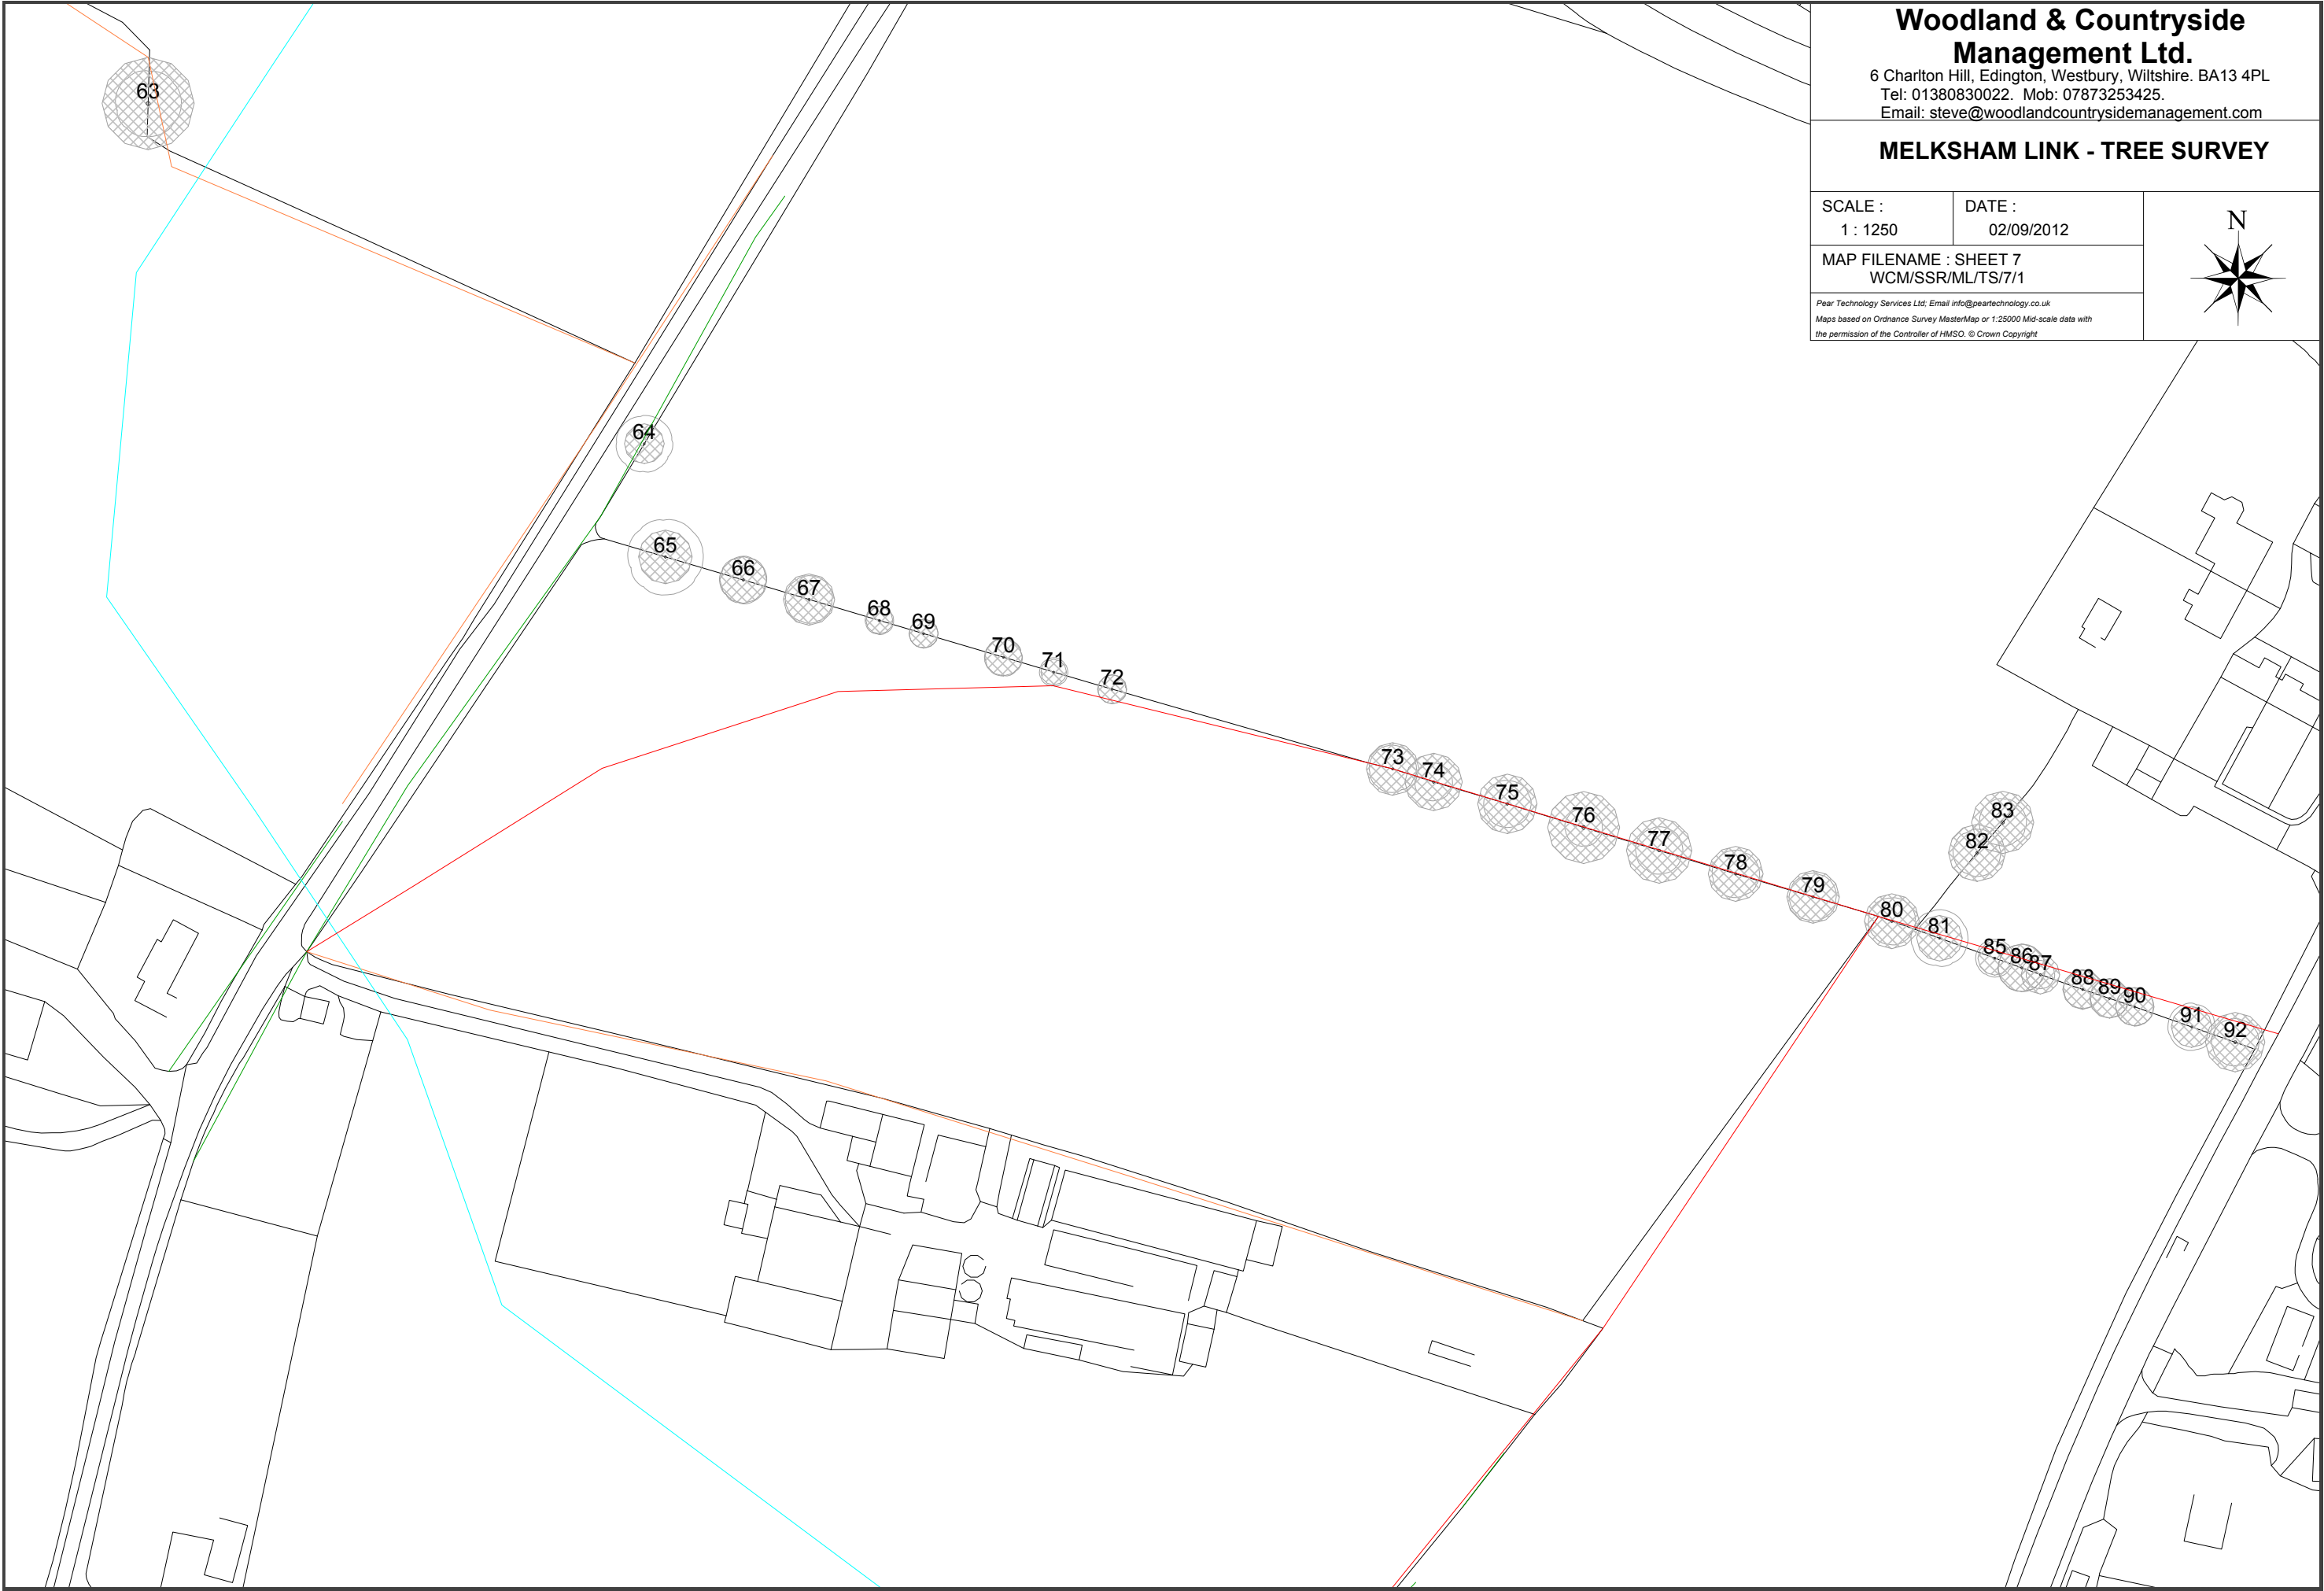 Woodland & Countryside
Management Ltd.
6 Charlton Hill, Edington, Westbury, Wiltshire. BA13 4PL
Tel: 01380830022. Mob: 07873253425.
Email: steve@woodlandcountrysidemanagement.com
MELKSHAM LINK - TREE SURVEY
SCALE :
1 : 1250
DATE :
02/09/2012
MAP FILENAME : SHEET 7
WCM/SSR/ML/TS/7/1
Pear Technology Services Ltd; Email info@peartechnology.co.uk
Maps based on Ordnance Survey MasterMap or 1:25000 Mid-scale data with
the permission of the Controller of HMSO. © Crown Copyright
N
63
64
65
66
67
68
69
70
71
72
73
74
75
76
77
78
79
80
81
82
83
85
86
87
88
89
90
91
92